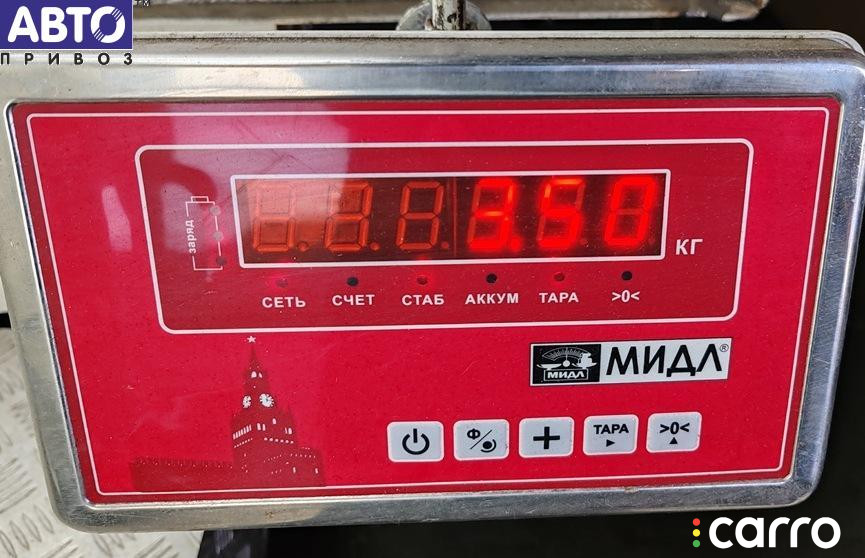 АВТО
ПРИВОЗ
заряд
3.50
КГ
СЕТЬ СЧЕТ СТАБ АККУМ ТАРА >0<
МИДЛ МИДЛ®
Ф ТАРА >0<
carro